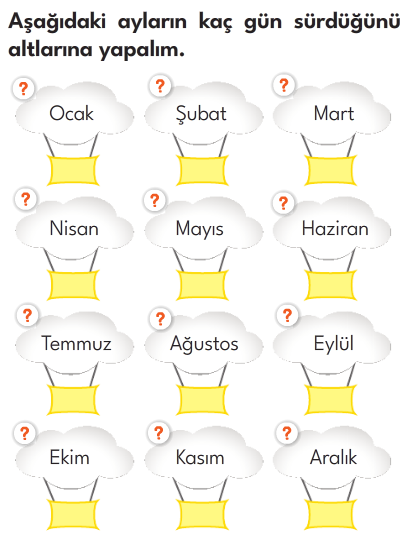 Aşağıdaki ayların kaç gün sürdüğünü
altlarına yapalım.
? ? ?
Ocak Şubat Mart
? ? ?
Nisan Mayıs Haziran
? ? ?
Temmuz Ağustos Eylül
? ? ?
Ekim Kasım Aralık